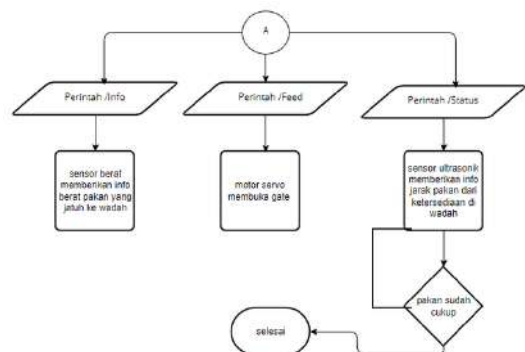 A
Perintah /Info
Perintah /Feed
Perintah /Status
sensor berat
memberikan info
berat pakan yang
jatuh ke wadah
motor servo
membuka gate
sensor ultrasonik
memberikan info
jarak pakan dari
ketersediaan di
wadah
pakan sudah
cukup
selesai